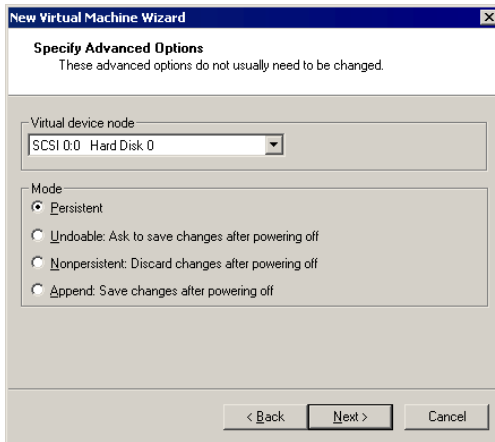 New Virtual Machine Wizard
Specify Advanced Options
These advanced options do not usually need to be changed.
Virtual device node
SCSI 0:0 Hard Disk 0
Mode
Persistent
Undoable: Ask to save changes after powering off
Nonpersistent: Discard changes after powering off
Append: Save changes after powering off
< Back
Next >
Cancel